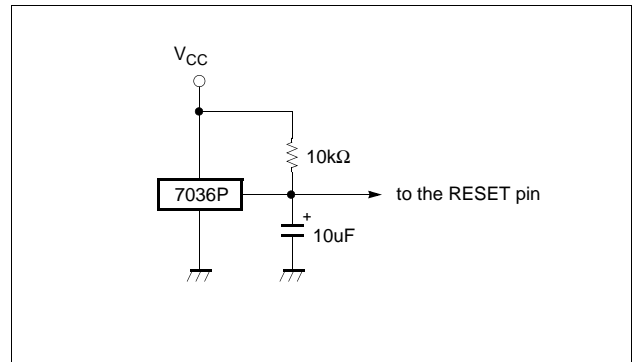 VCC
10kΩ
7036P
to the RESET pin
+
10uF